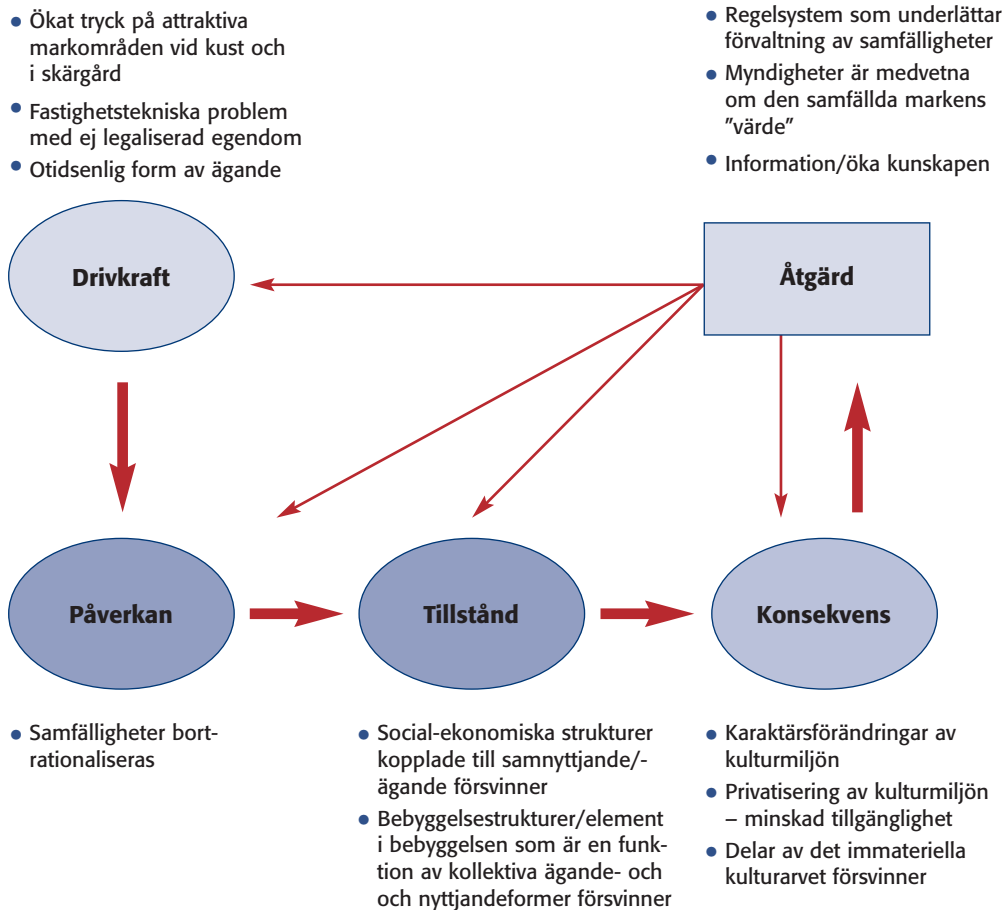 • Ökat tryck på attraktiva
markområden vid kust och
i skärgård
• Fastighetstekniska problem
med ej legaliserad egendom
• Otidsenlig form av ägande
• Regelsystem som underlättar
förvaltning av samfälligheter
• Myndigheter är medvetna
om den samfällda markens
”värde”
• Information/öka kunskapen
Drivkraft
Åtgärd
Påverkan
Tillstånd
Konsekvens
• Samfälligheter bort-
rationaliseras
• Social-ekonomiska strukturer
kopplade till samnyttjande/-
ägande försvinner
• Bebyggelsestrukturer/element
i bebyggelsen som är en funk-
tion av kollektiva ägande- och
och nyttjandeformer försvinner
• Karaktärsförändringar av
kulturmiljön
• Privatisering av kulturmiljön
– minskad tillgänglighet
• Delar av det immateriella
kulturarvet försvinner